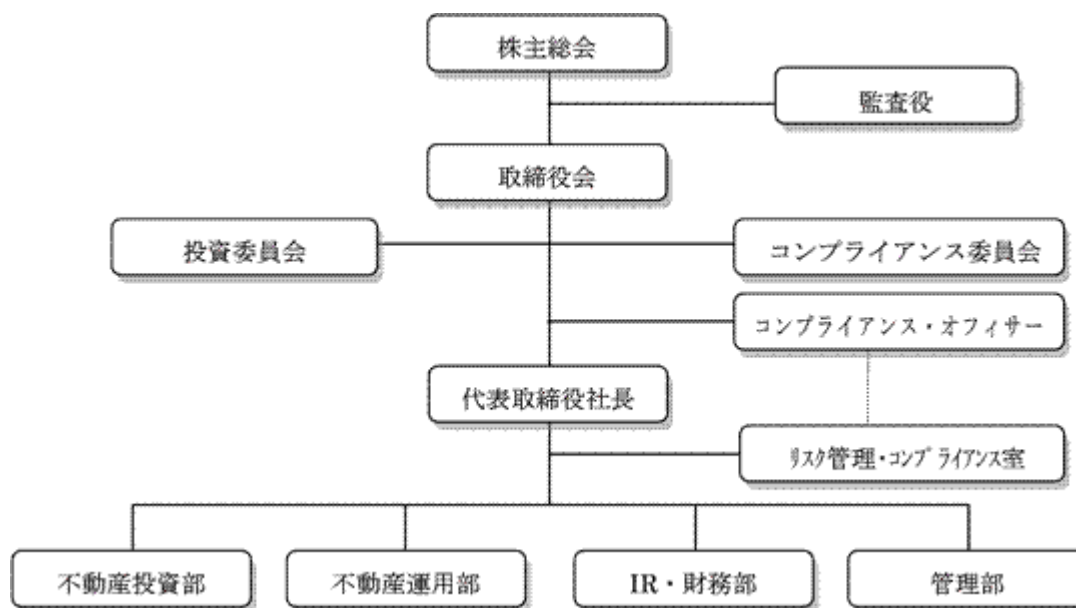 株主総会
監査役
取締役会
投資委員会
コンプライアンス委員会
コンプライアンス・オフィサー
代表取締役社長
ﾘｽｸ管理・ｺﾝﾌﾟﾗｲｱﾝｽ室
不動産投資部
不動産運用部
IR・財務部
管理部